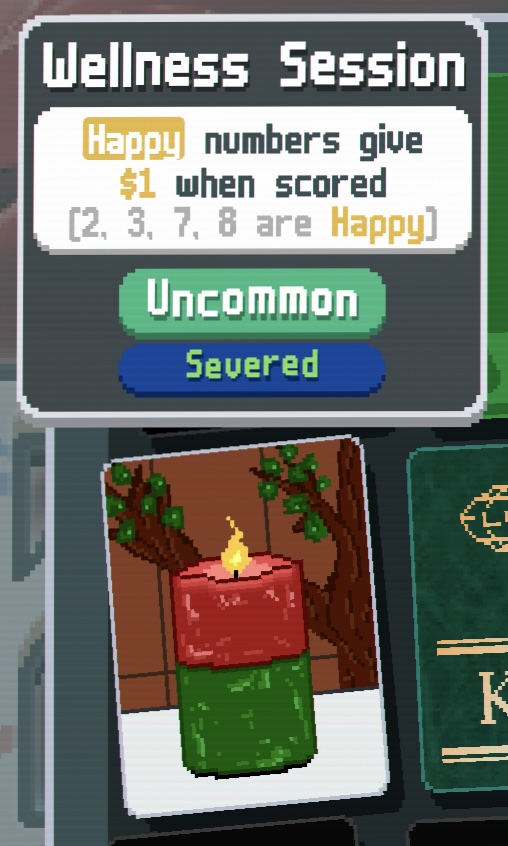 Wellness Session
Happy numbers give
$1 when scored
[2, 3, 7, 8 are Happy]
Uncommon
Severed
K